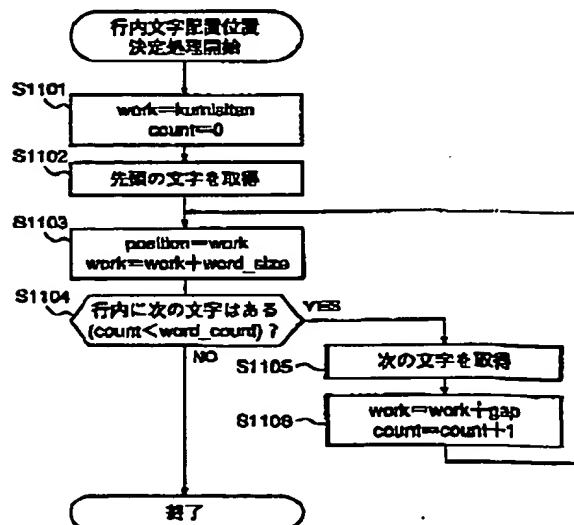 行内文字配置位置
決定処理開始
S1101
work=kumisitan
count=0
S1102
先頭の文字を取得
S1103
position=work
work=work+word_size
S1104
行内に次の文字はある
(count<word_count)?
YES
NO
S1105
次の文字を取得
S1106
work=work+gap
count=count+1
終了